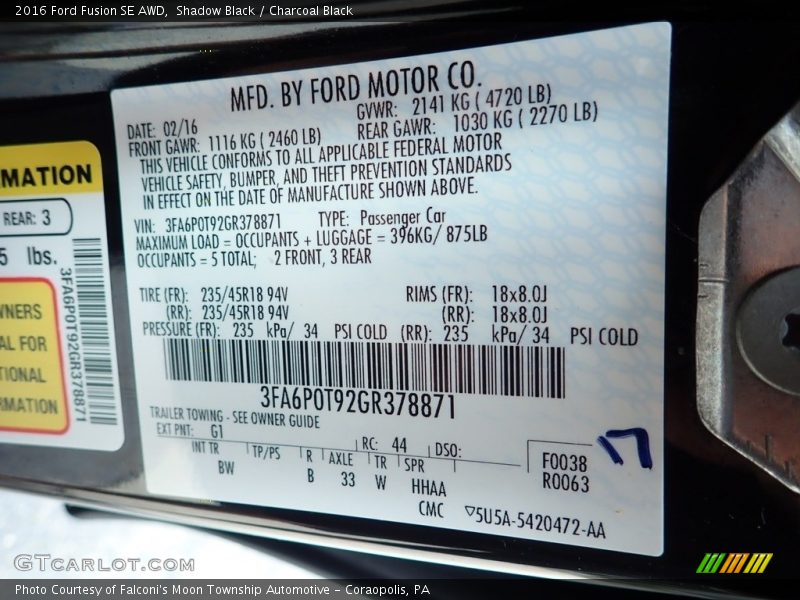 2016 Ford Fusion SE AWD, Shadow Black / Charcoal Black
MFD. BY FORD MOTOR CO.
DATE: 02/16 GVWR: 2141 KG ( 4720 LB)
FRONT GAWR: 1116 KG ( 2460 LB) REAR GAWR: 1030 KG ( 2270 LB)
THIS VEHICLE CONFORMS TO ALL APPLICABLE FEDERAL MOTOR
VEHICLE SAFETY, BUMPER, AND THEFT PREVENTION STANDARDS
IN EFFECT ON THE DATE OF MANUFACTURE SHOWN ABOVE.
VIN: 3FA6P0T92GR378871 TYPE: Passenger Car
MAXIMUM LOAD = OCCUPANTS + LUGGAGE = 396KG/ 875LB
OCCUPANTS = 5 TOTAL; 2 FRONT, 3 REAR
TIRE (FR): 235/45R18 94V RIMS (FR): 18x8.0J
(RR): 235/45R18 94V (RR): 18x8.0J
PRESSURE (FR): 235 kPa/ 34 PSI COLD (RR): 235 kPa/ 34 PSI COLD
3FA6P0T92GR378871
TRAILER TOWING - SEE OWNER GUIDE
EXT PNT: G1 RC: 44 DSO:
INT TR TP/PS R AXLE TR SPR
BW B 33 W HHAA
F0038
R0063
CMC ▽5U5A-5420472-AA
17
MATION
REAR: 3
5 lbs.
3FA6P0T92GR378871
WNERS
AL FOR
TIONAL
RMATION
GTCarLot.com
Photo Courtesy of Falconi's Moon Township Automotive - Coraopolis, PA